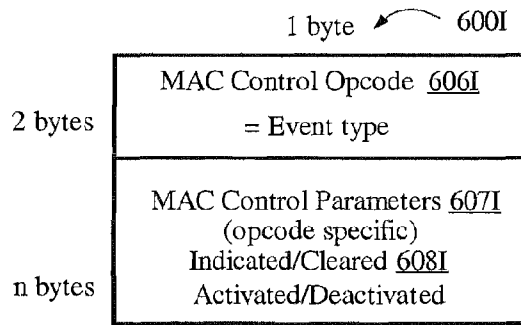 1 byte 600I
MAC Control Opcode 606I
= Event type
2 bytes
MAC Control Parameters 607I
(opcode specific)
Indicated/Cleared 608I
Activated/Deactivated
n bytes